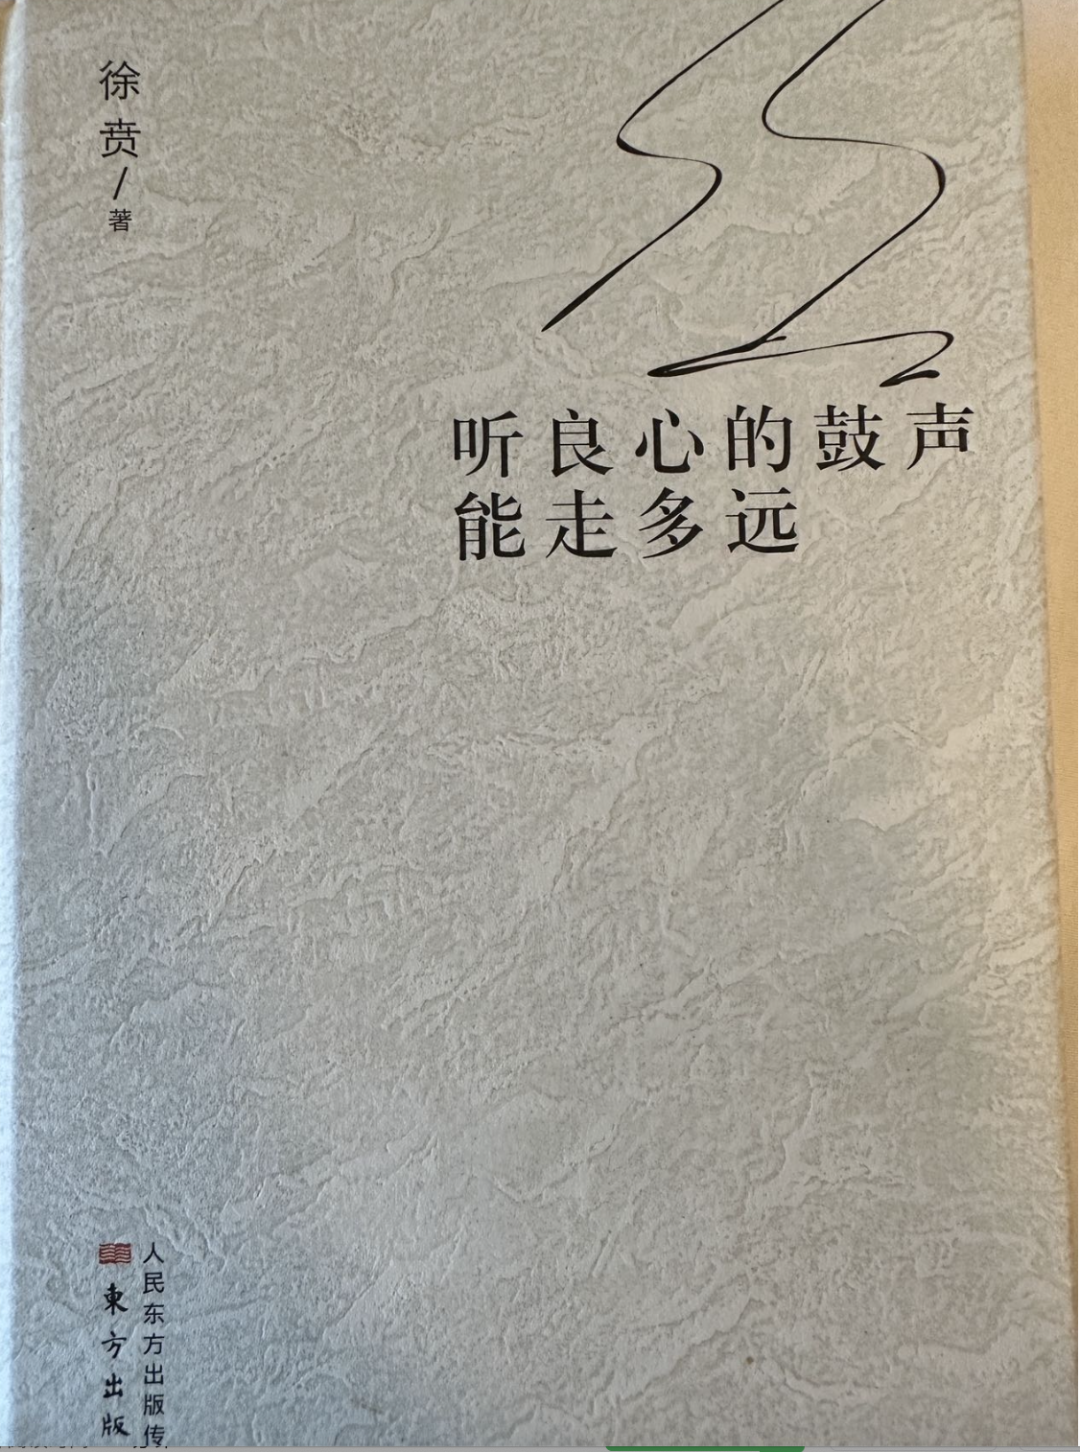 徐贲/著
听良心的鼓声
能走多远
東方出版
人民东方出版传